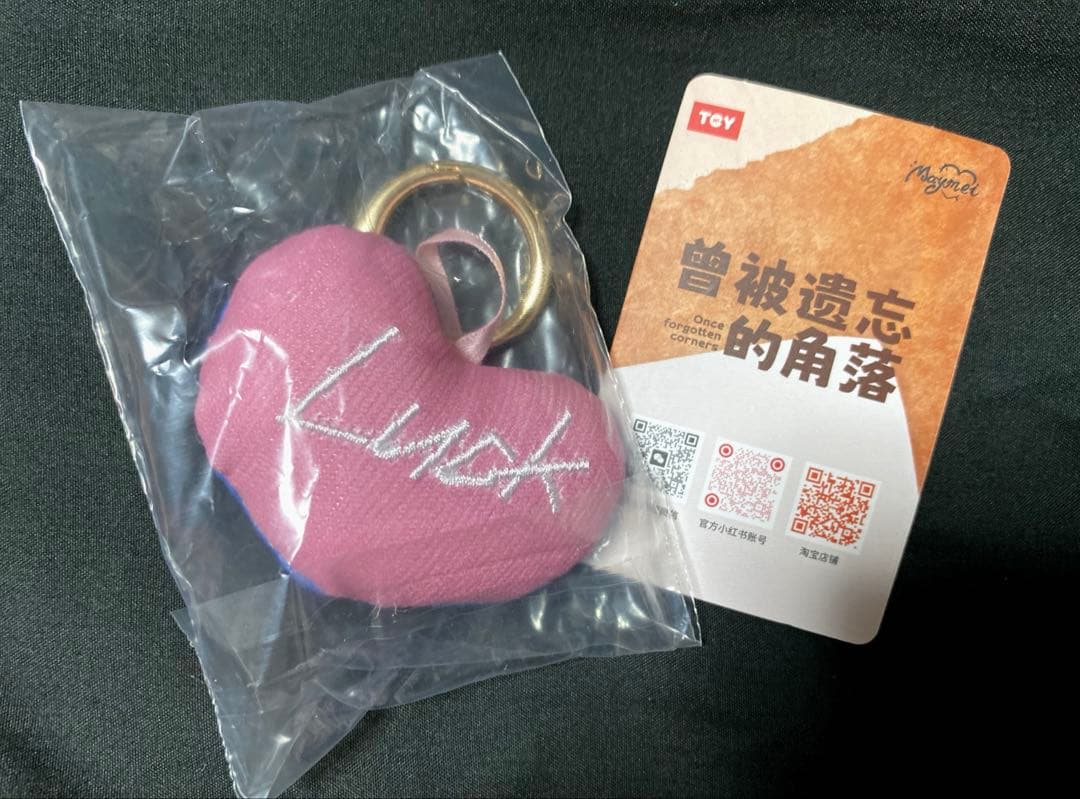 Luck
TOY
Maymei
曾被遗忘
Once
forgotten
corners
的角落
官方小红书账号
淘宝店铺